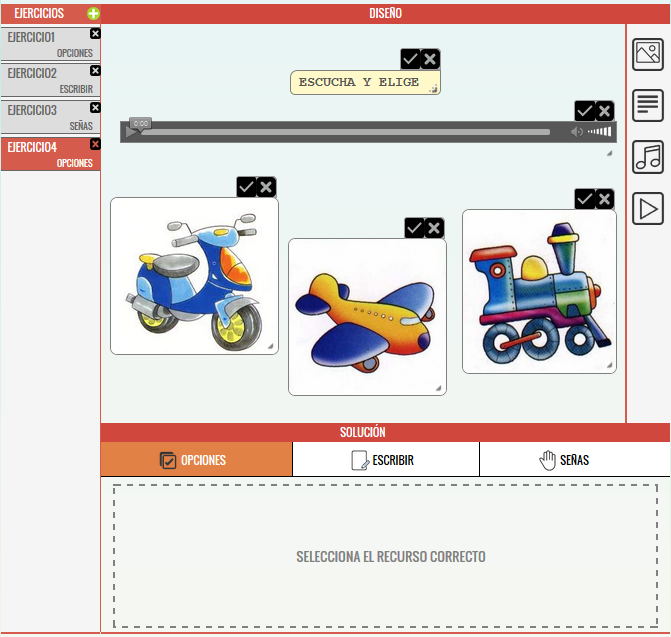 EJERCICIOS
DISEÑO
EJERCICIO1
OPCIONES
EJERCICIO2
ESCRIBIR
EJERCICIO3
SEÑAS
EJERCICIO4
OPCIONES
ESCUCHA Y ELIGE
0:00
SOLUCIÓN
OPCIONES
ESCRIBIR
SEÑAS
SELECCIONA EL RECURSO CORRECTO